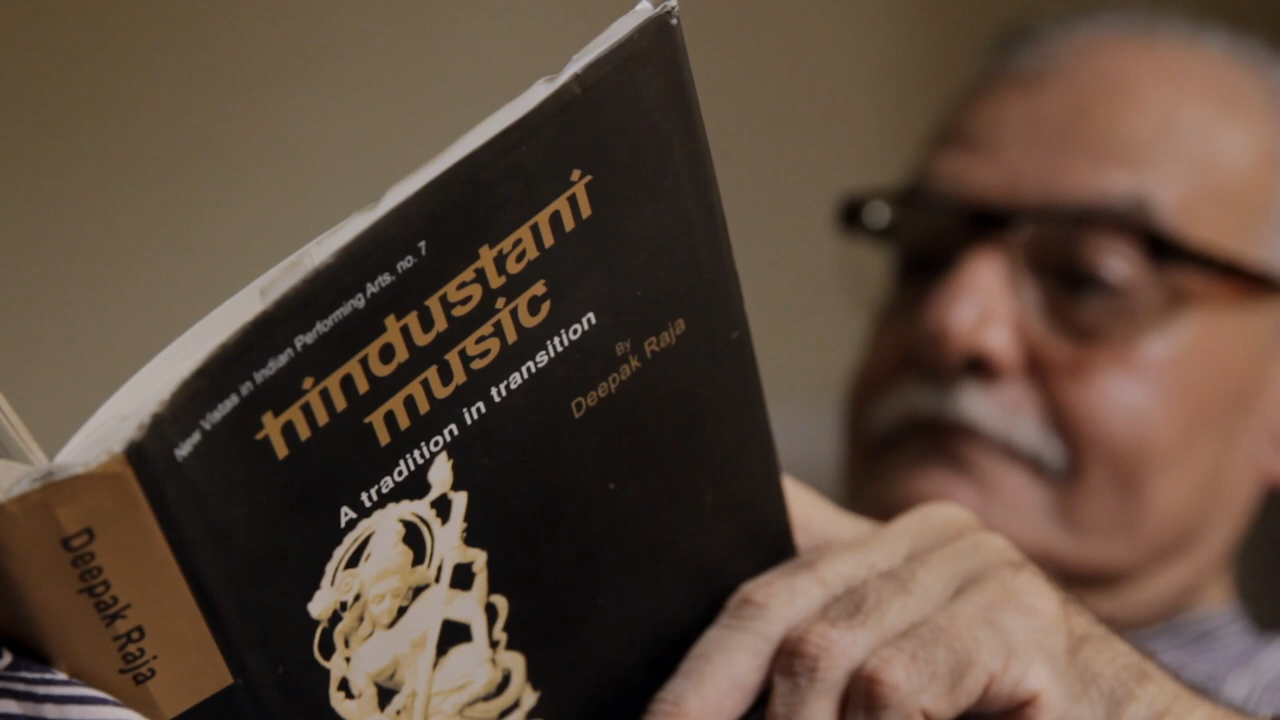 New Vistas in Indian Performing Arts, no. 7
hindustani
music
A tradition in transition
By
Deepak Raja
Deepak Raja